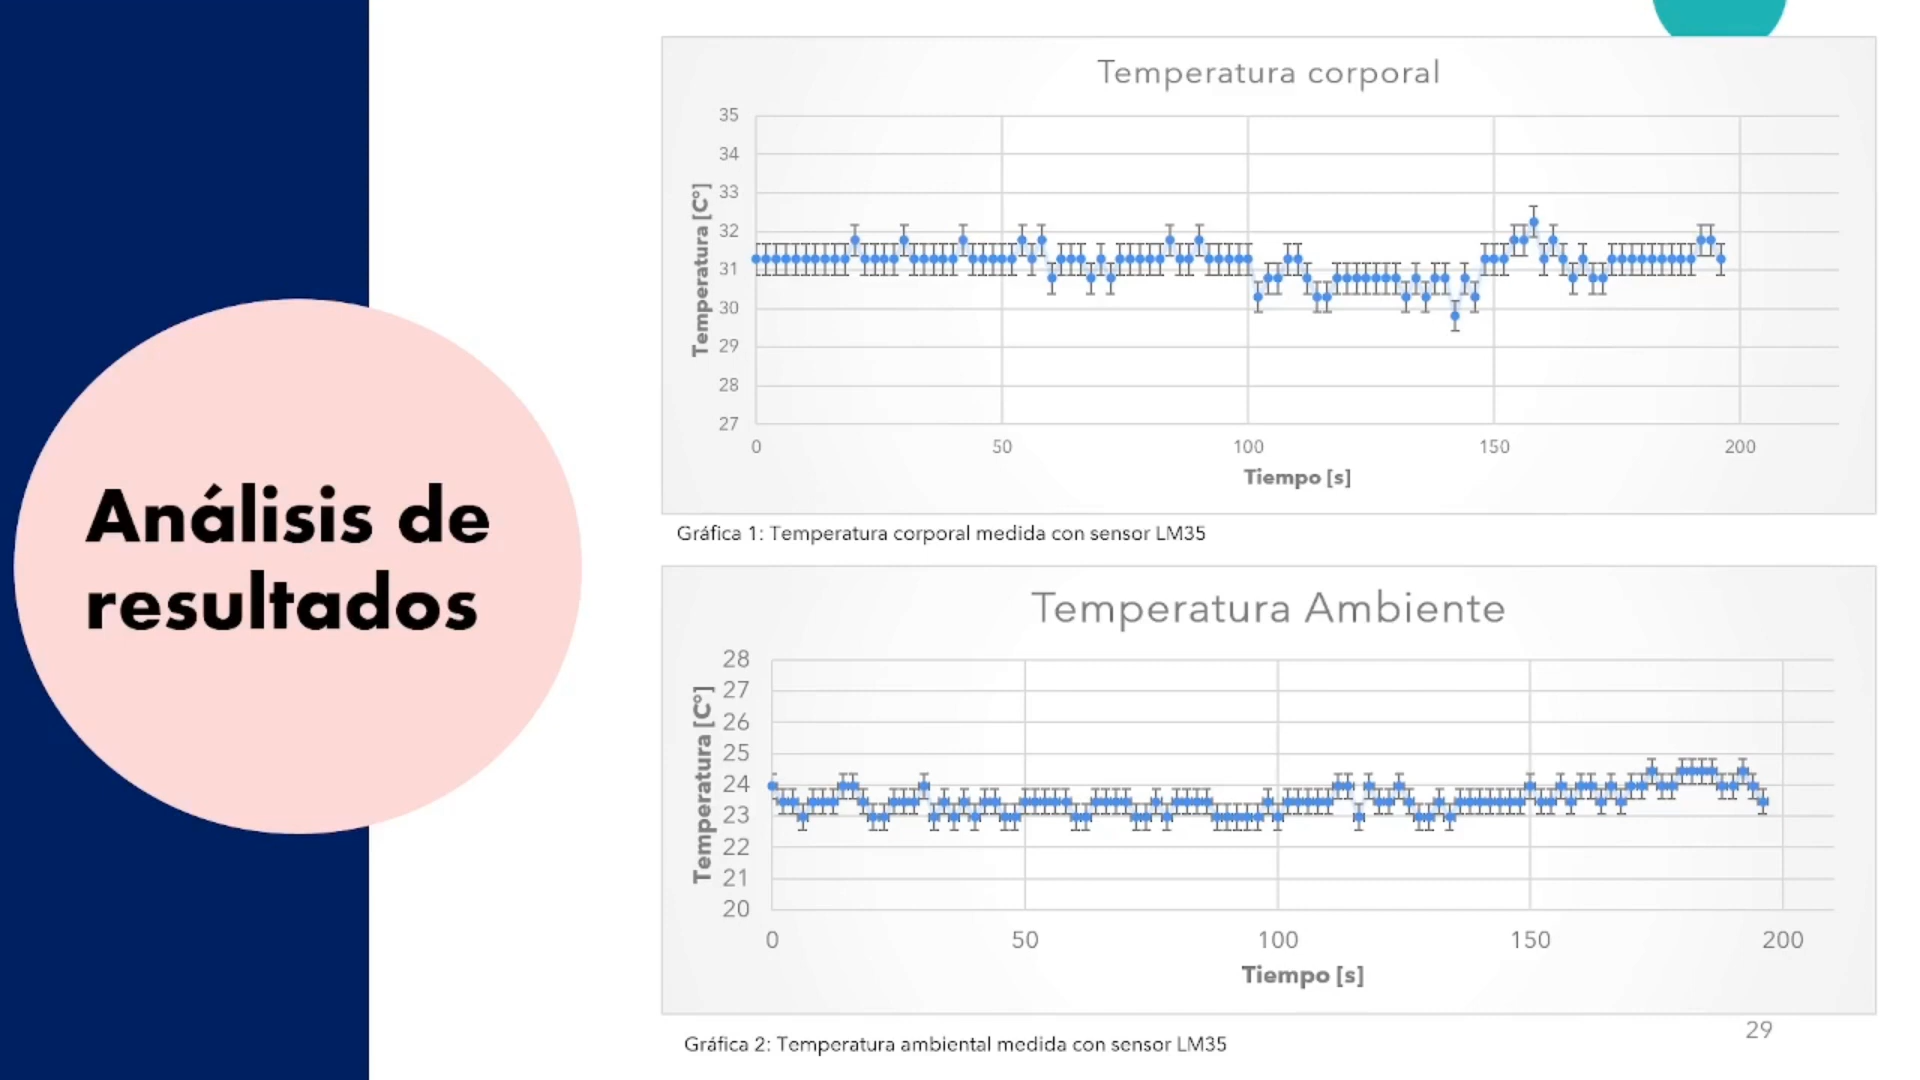 Análisis de
resultados
Temperatura corporal
Temperatura [C°]
35
34
33
32
31
30
29
28
27
0 50 100 150 200
Tiempo [s]
Gráfica 1: Temperatura corporal medida con sensor LM35
Temperatura Ambiente
Temperatura [C°]
28
27
26
25
24
23
22
21
20
0 50 100 150 200
Tiempo [s]
Gráfica 2: Temperatura ambiental medida con sensor LM35
29